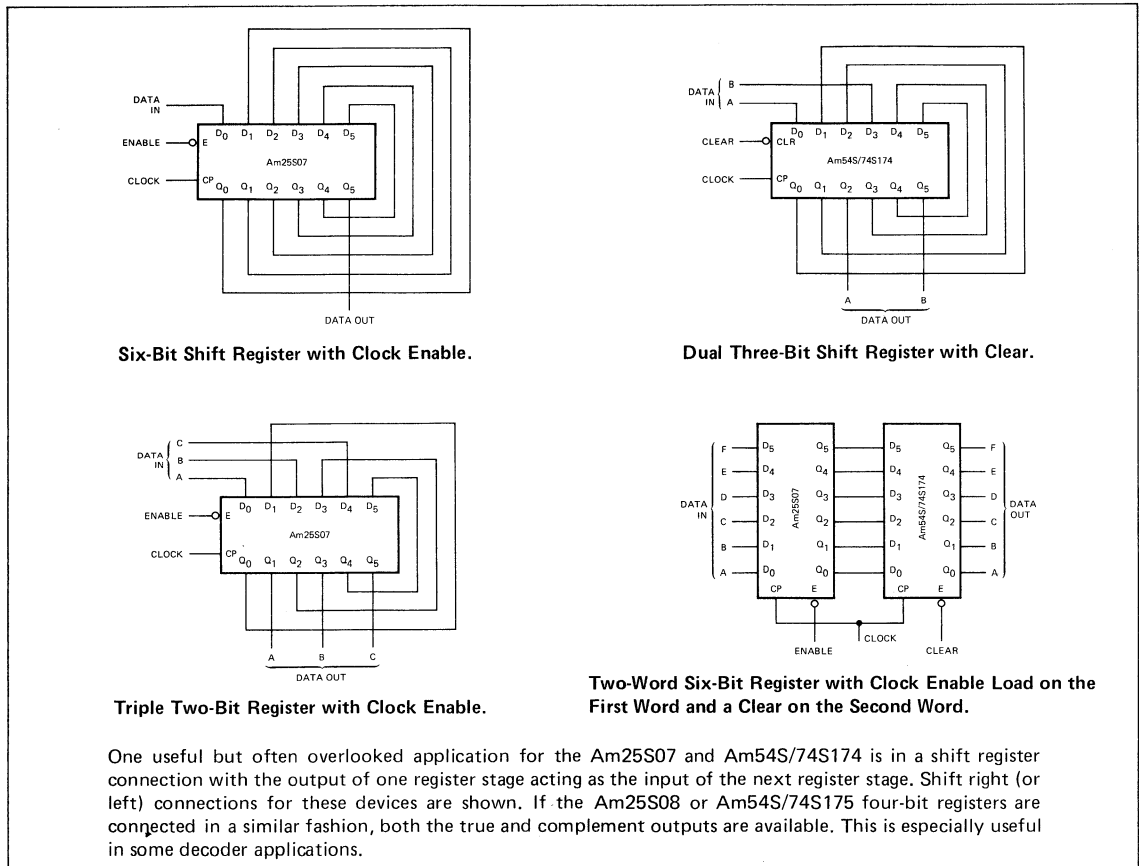 DATA
IN
D0 D1 D2 D3 D4 D5
ENABLE E
Am25S07
CLOCK CP
Q0 Q1 Q2 Q3 Q4 Q5
DATA OUT
Six-Bit Shift Register with Clock Enable.
DATA IN B A
D0 D1 D2 D3 D4 D5
CLEAR CLR
Am54S/74S174
CLOCK CP
Q0 Q1 Q2 Q3 Q4 Q5
A B
DATA OUT
Dual Three-Bit Shift Register with Clear.
DATA IN C B A
D0 D1 D2 D3 D4 D5
ENABLE E
Am25S07
CLOCK CP
Q0 Q1 Q2 Q3 Q4 Q5
A B C
DATA OUT
Triple Two-Bit Register with Clock Enable.
F D5 Q5 D5 Q5 F
E D4 Q4 D4 Q4 E
D D3 Q3 D3 Q3 D
DATA IN Am25S07 Am54S/74S174 DATA OUT
C D2 Q2 D2 Q2 C
B D1 Q1 D1 Q1 B
A D0 Q0 D0 Q0 A
CP E CP E
CLOCK
ENABLE CLEAR
Two-Word Six-Bit Register with Clock Enable Load on the
First Word and a Clear on the Second Word.
One useful but often overlooked application for the Am25S07 and Am54S/74S174 is in a shift register
connection with the output of one register stage acting as the input of the next register stage. Shift right (or
left) connections for these devices are shown. If the Am25S08 or Am54S/74S175 four-bit registers are
connected in a similar fashion, both the true and complement outputs are available. This is especially useful
in some decoder applications.